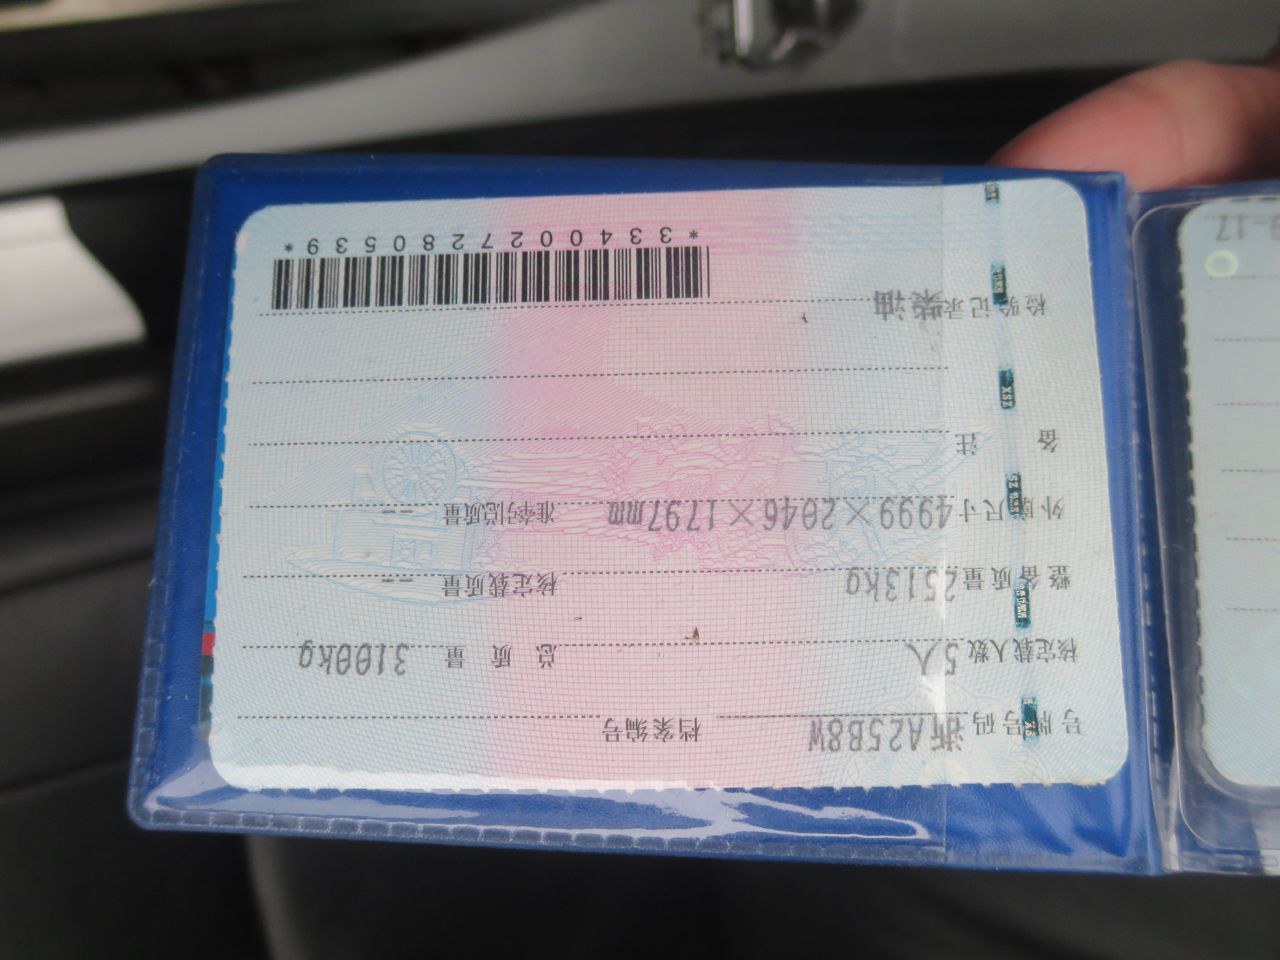 号牌号码 浙A25B8W 档案编号
核定载人数 5人 总质量 3100kg
整备质量 2513kg 核定载质量 --
外廓尺寸 4999×2046×1797mm 准牵引总质量 --
备注
检验记录 柴油
*3340027280539*
XSZ